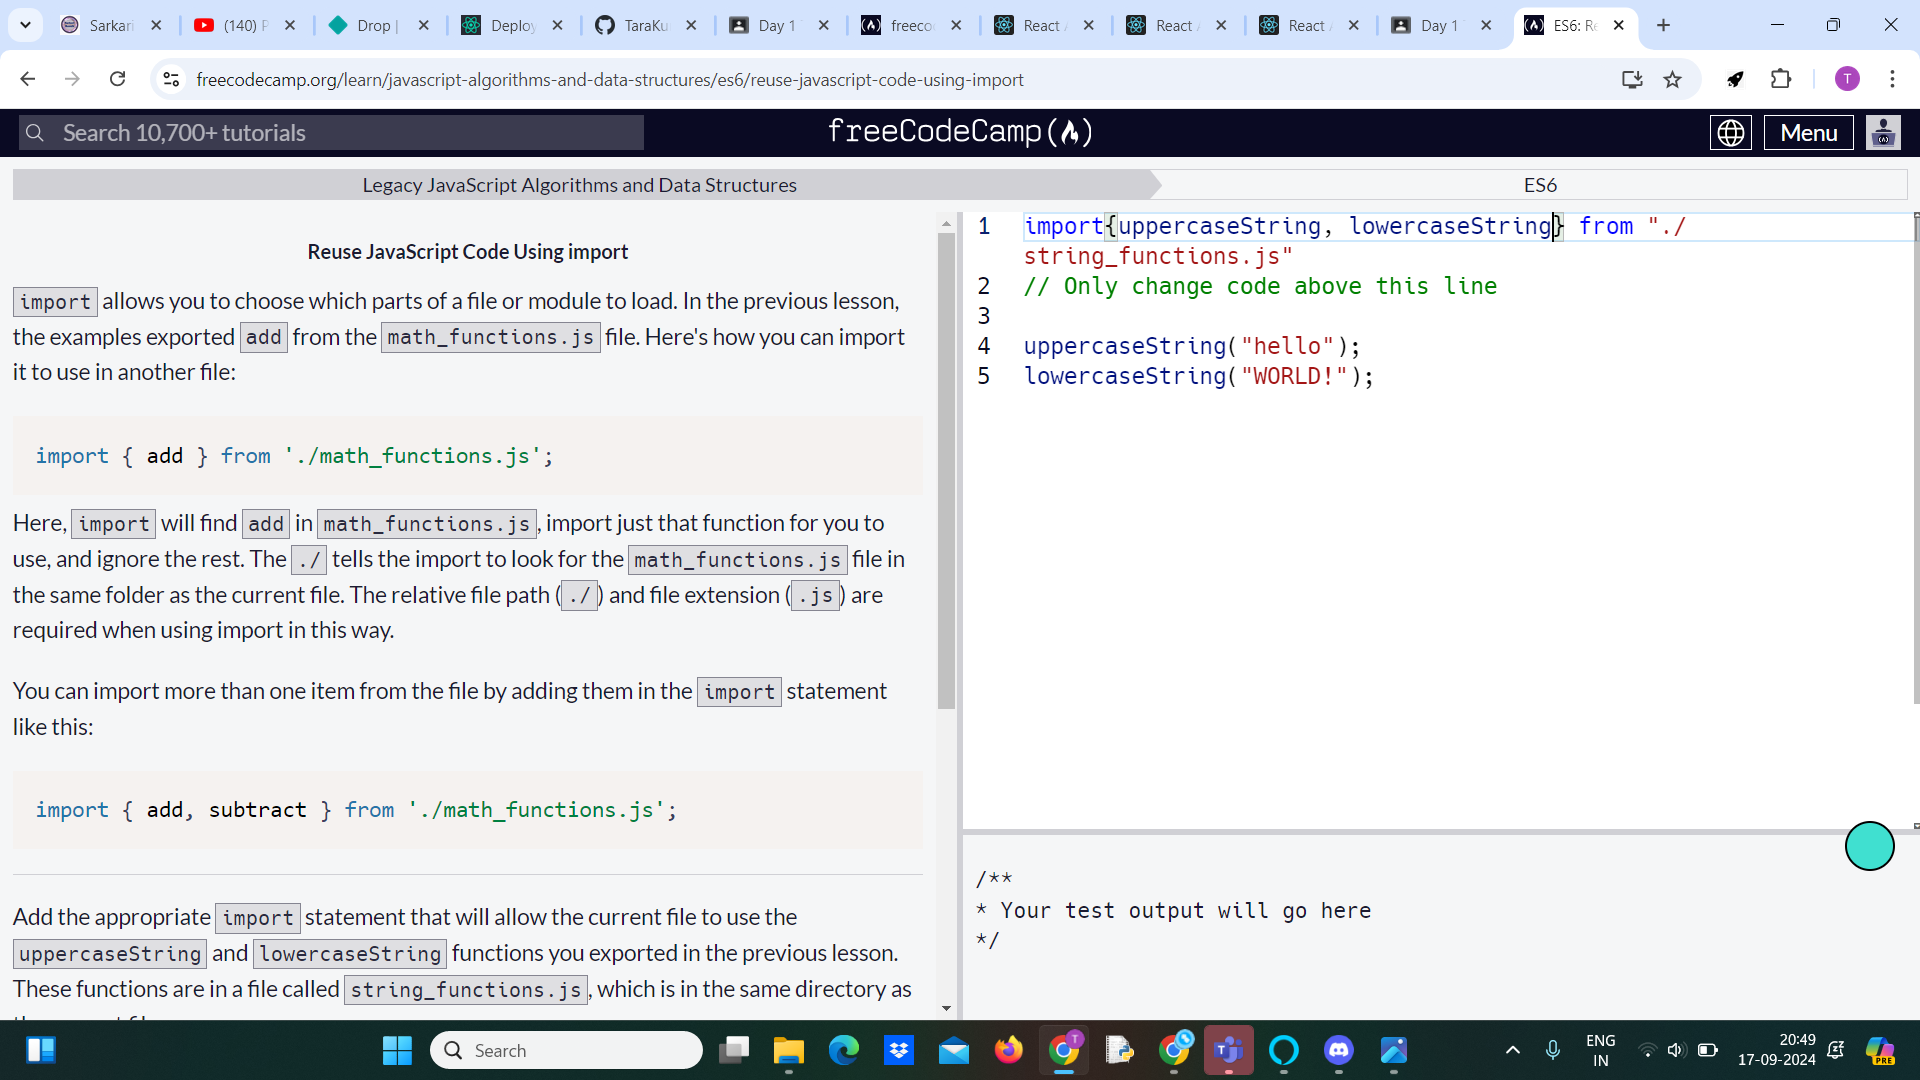 Sarkari
(140) P
Drop |
Deploy
TaraKu
Day 1
freeco
React A
React A
React A
Day 1
ES6: Re
freecodecamp.org/learn/javascript-algorithms-and-data-structures/es6/reuse-javascript-code-using-import
T
Search 10,700+ tutorials
freeCodeCamp
Menu
Legacy JavaScript Algorithms and Data Structures
ES6
Reuse JavaScript Code Using import
import allows you to choose which parts of a file or module to load. In the previous lesson,
the examples exported add from the math_functions.js file. Here's how you can import
it to use in another file:
import { add } from './math_functions.js';
Here, import will find add in math_functions.js, import just that function for you to
use, and ignore the rest. The ./ tells the import to look for the math_functions.js file in
the same folder as the current file. The relative file path (./) and file extension (.js) are
required when using import in this way.
You can import more than one item from the file by adding them in the import statement
like this:
import { add, subtract } from './math_functions.js';
Add the appropriate import statement that will allow the current file to use the
uppercaseString and lowercaseString functions you exported in the previous lesson.
These functions are in a file called string_functions.js, which is in the same directory as
1 import{uppercaseString, lowercaseString} from "./
string_functions.js"
2 // Only change code above this line
3
4 uppercaseString("hello");
5 lowercaseString("WORLD!");
/**
* Your test output will go here
*/
Search
ENG
IN
20:49
17-09-2024
PRE